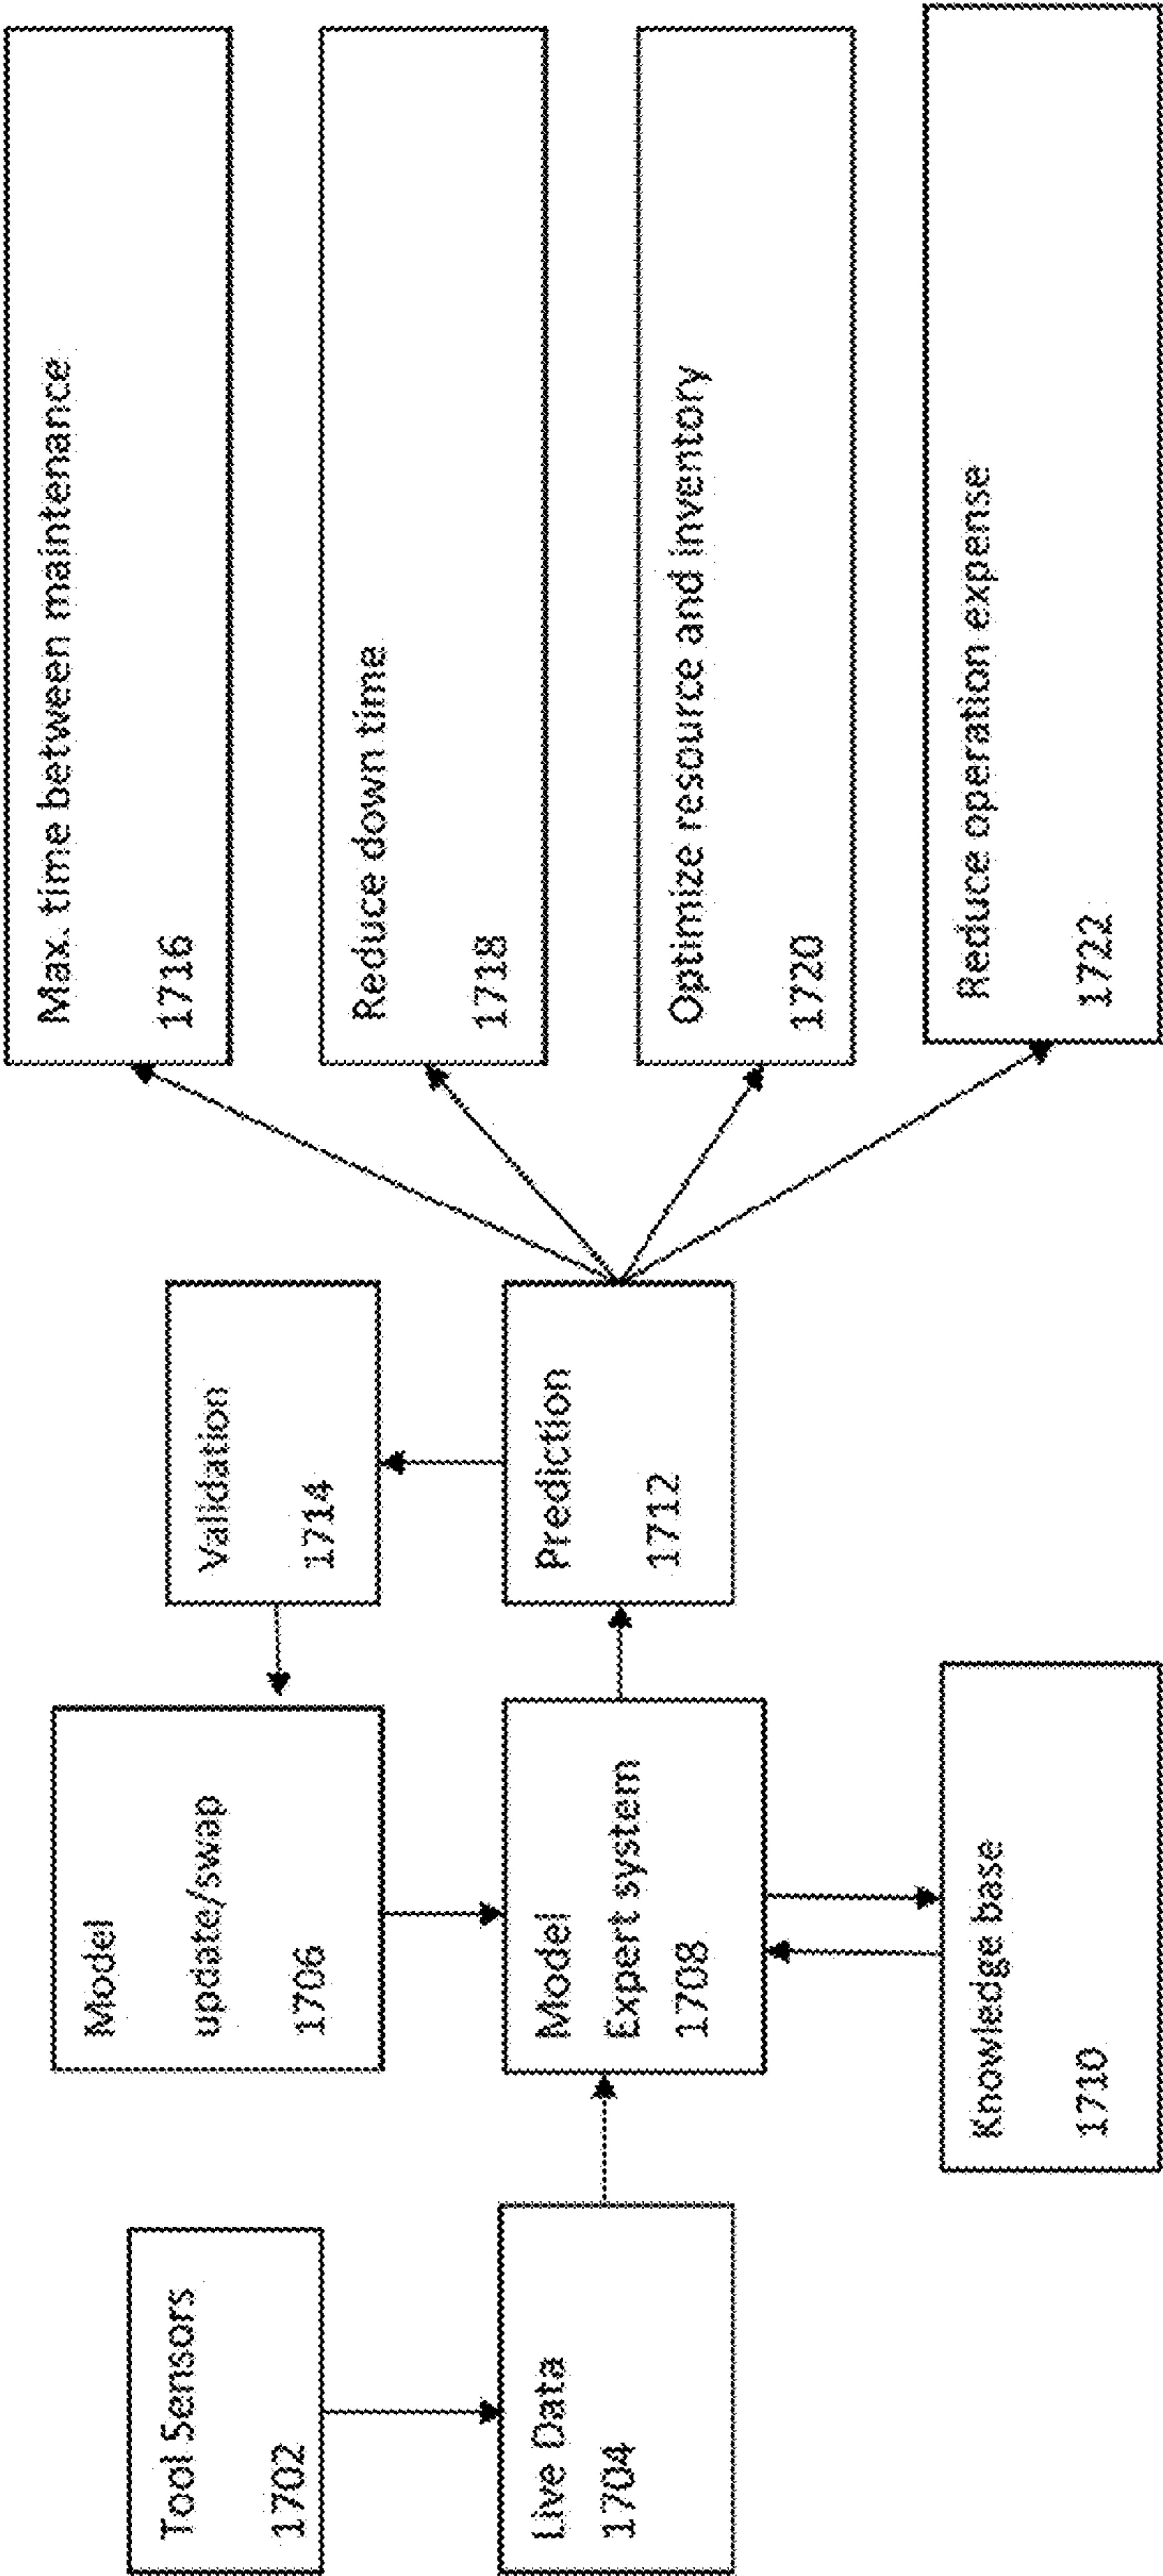 Tool Sensors
1702
Live Data
1704
Model
update/swap
1706
Model
Expert system
1708
Knowledge base
1710
Validation
1714
Prediction
1712
Max. time between maintenance
1716
Reduce down time
1718
Optimize resource and inventory
1720
Reduce operation expense
1722